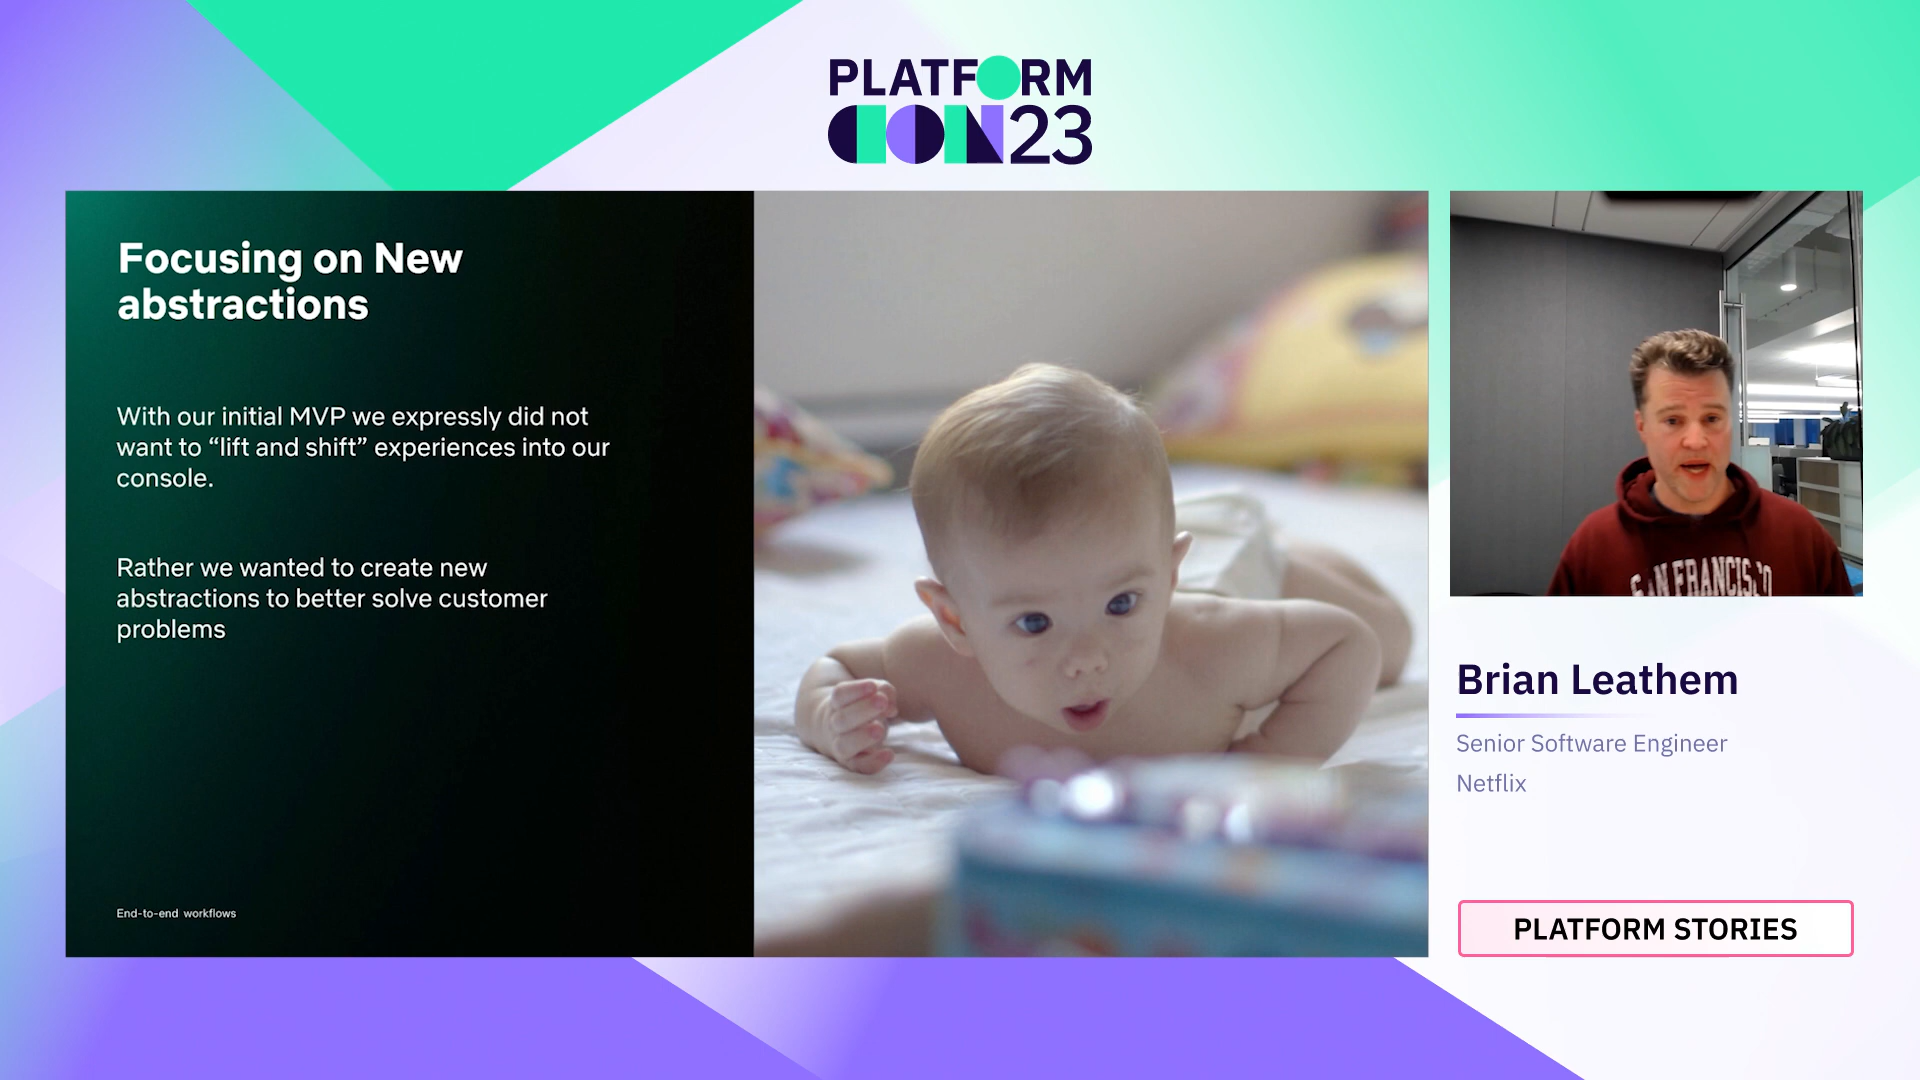 PLATFORM
CON23
Focusing on New
abstractions
With our initial MVP we expressly did not
want to “lift and shift” experiences into our
console.
Rather we wanted to create new
abstractions to better solve customer
problems
End-to-end workflows
SAN FRANCISCO
Brian Leathem
Senior Software Engineer
Netflix
PLATFORM STORIES